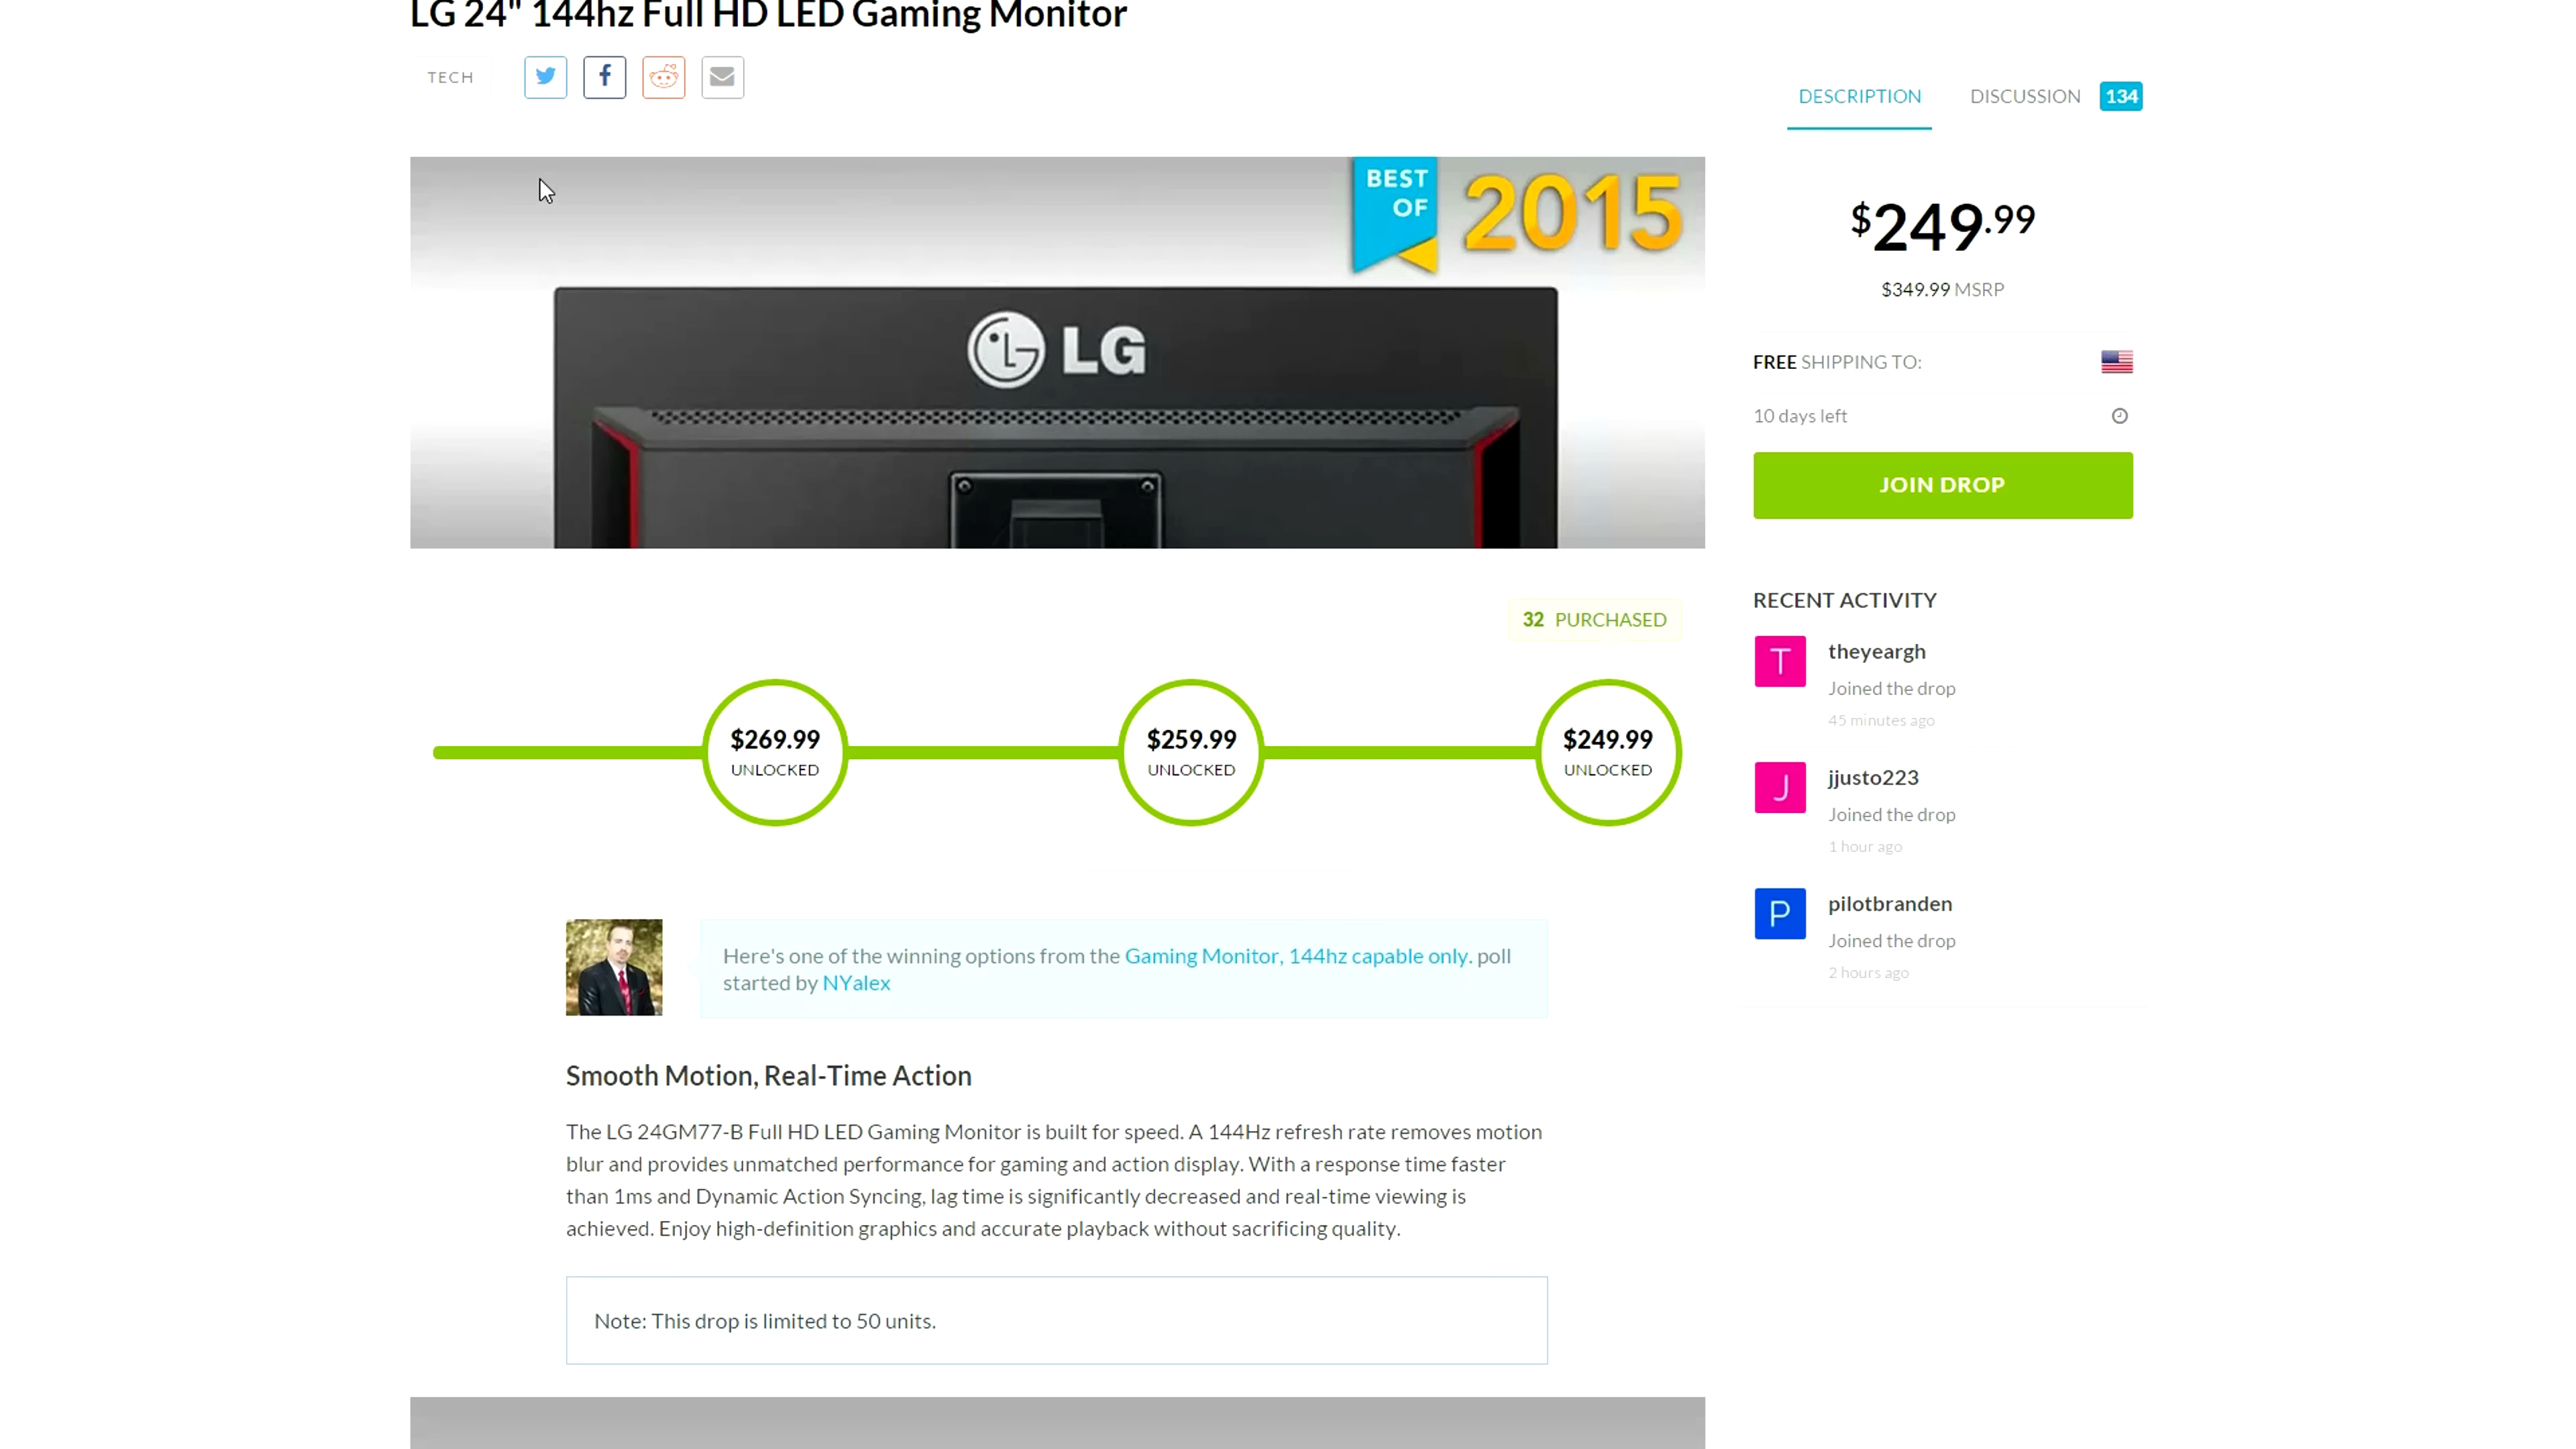 LG 24" 144hz Full HD LED Gaming Monitor
TECH
DESCRIPTION
DISCUSSION 134
BEST
OF
2015
LG
$249.99
$349.99 MSRP
FREE SHIPPING TO:
10 days left
JOIN DROP
32 PURCHASED
$269.99
UNLOCKED
$259.99
UNLOCKED
$249.99
UNLOCKED
RECENT ACTIVITY
T
theyeargh
Joined the drop
45 minutes ago
J
jjusto223
Joined the drop
1 hour ago
P
pilotbranden
Joined the drop
2 hours ago
Here's one of the winning options from the Gaming Monitor, 144hz capable only. poll
started by NYalex
Smooth Motion, Real-Time Action
The LG 24GM77-B Full HD LED Gaming Monitor is built for speed. A 144Hz refresh rate removes motion
blur and provides unmatched performance for gaming and action display. With a response time faster
than 1ms and Dynamic Action Syncing, lag time is significantly decreased and real-time viewing is
achieved. Enjoy high-definition graphics and accurate playback without sacrificing quality.
Note: This drop is limited to 50 units.